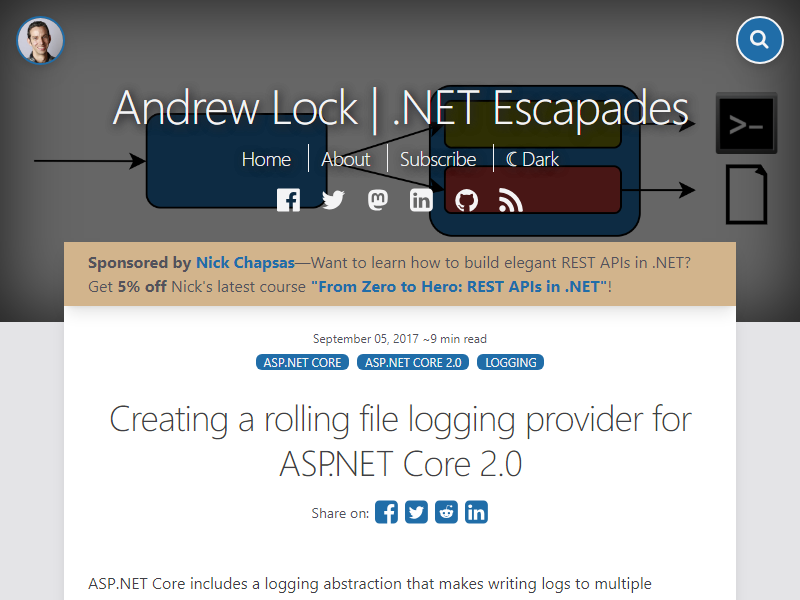 Andrew Lock | .NET Escapades
Home About Subscribe ☾ Dark
Sponsored by Nick Chapsas—Want to learn how to build elegant REST APIs in .NET?
Get 5% off Nick's latest course "From Zero to Hero: REST APIs in .NET"!
September 05, 2017 ~9 min read
ASP.NET CORE ASP.NET CORE 2.0 LOGGING
Creating a rolling file logging provider for
ASP.NET Core 2.0
Share on:
ASP.NET Core includes a logging abstraction that makes writing logs to multiple